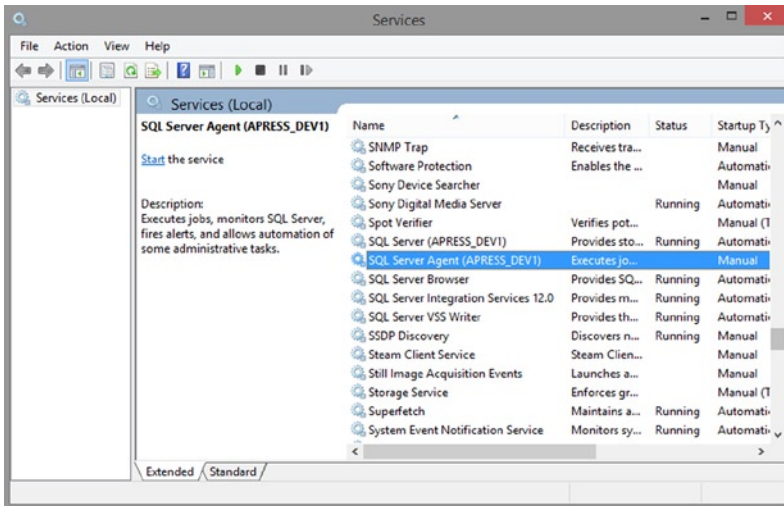 Services
File Action View Help
Services (Local)
Services (Local)
SQL Server Agent (APRESS_DEV1)
Start the service
Description:
Executes jobs, monitors SQL Server,
fires alerts, and allows automation of
some administrative tasks.
Name Description Status Startup Ty
SNMP Trap Receives tra... Manual
Software Protection Enables the ... Automati
Sony Device Searcher Manual
Sony Digital Media Server Running Automati
Spot Verifier Verifies pot... Manual (T
SQL Server (APRESS_DEV1) Provides sto... Running Automati
SQL Server Agent (APRESS_DEV1) Executes jo... Manual
SQL Server Browser Provides SQ... Running Automati
SQL Server Integration Services 12.0 Provides m... Running Automati
SQL Server VSS Writer Provides th... Running Automati
SSDP Discovery Discovers n... Running Manual
Steam Client Service Steam Clien... Manual
Still Image Acquisition Events Launches a... Manual
Storage Service Enforces gr... Manual (T
Superfetch Maintains a... Running Automati
System Event Notification Service Monitors sy... Running Automati
Extended Standard